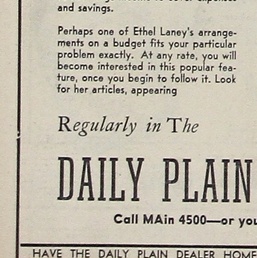 and savings.
Perhaps one of Ethel Laney's arrange-
ments on a budget fits your particular
problem exactly. At any rate, you will
become interested in this popular fea-
ture, once you begin to follow it. Look
for her articles, appearing
Regularly in The
DAILY PLAIN
Call MAin 4500—or you
HAVE THE DAILY PLAIN DEALER HOME